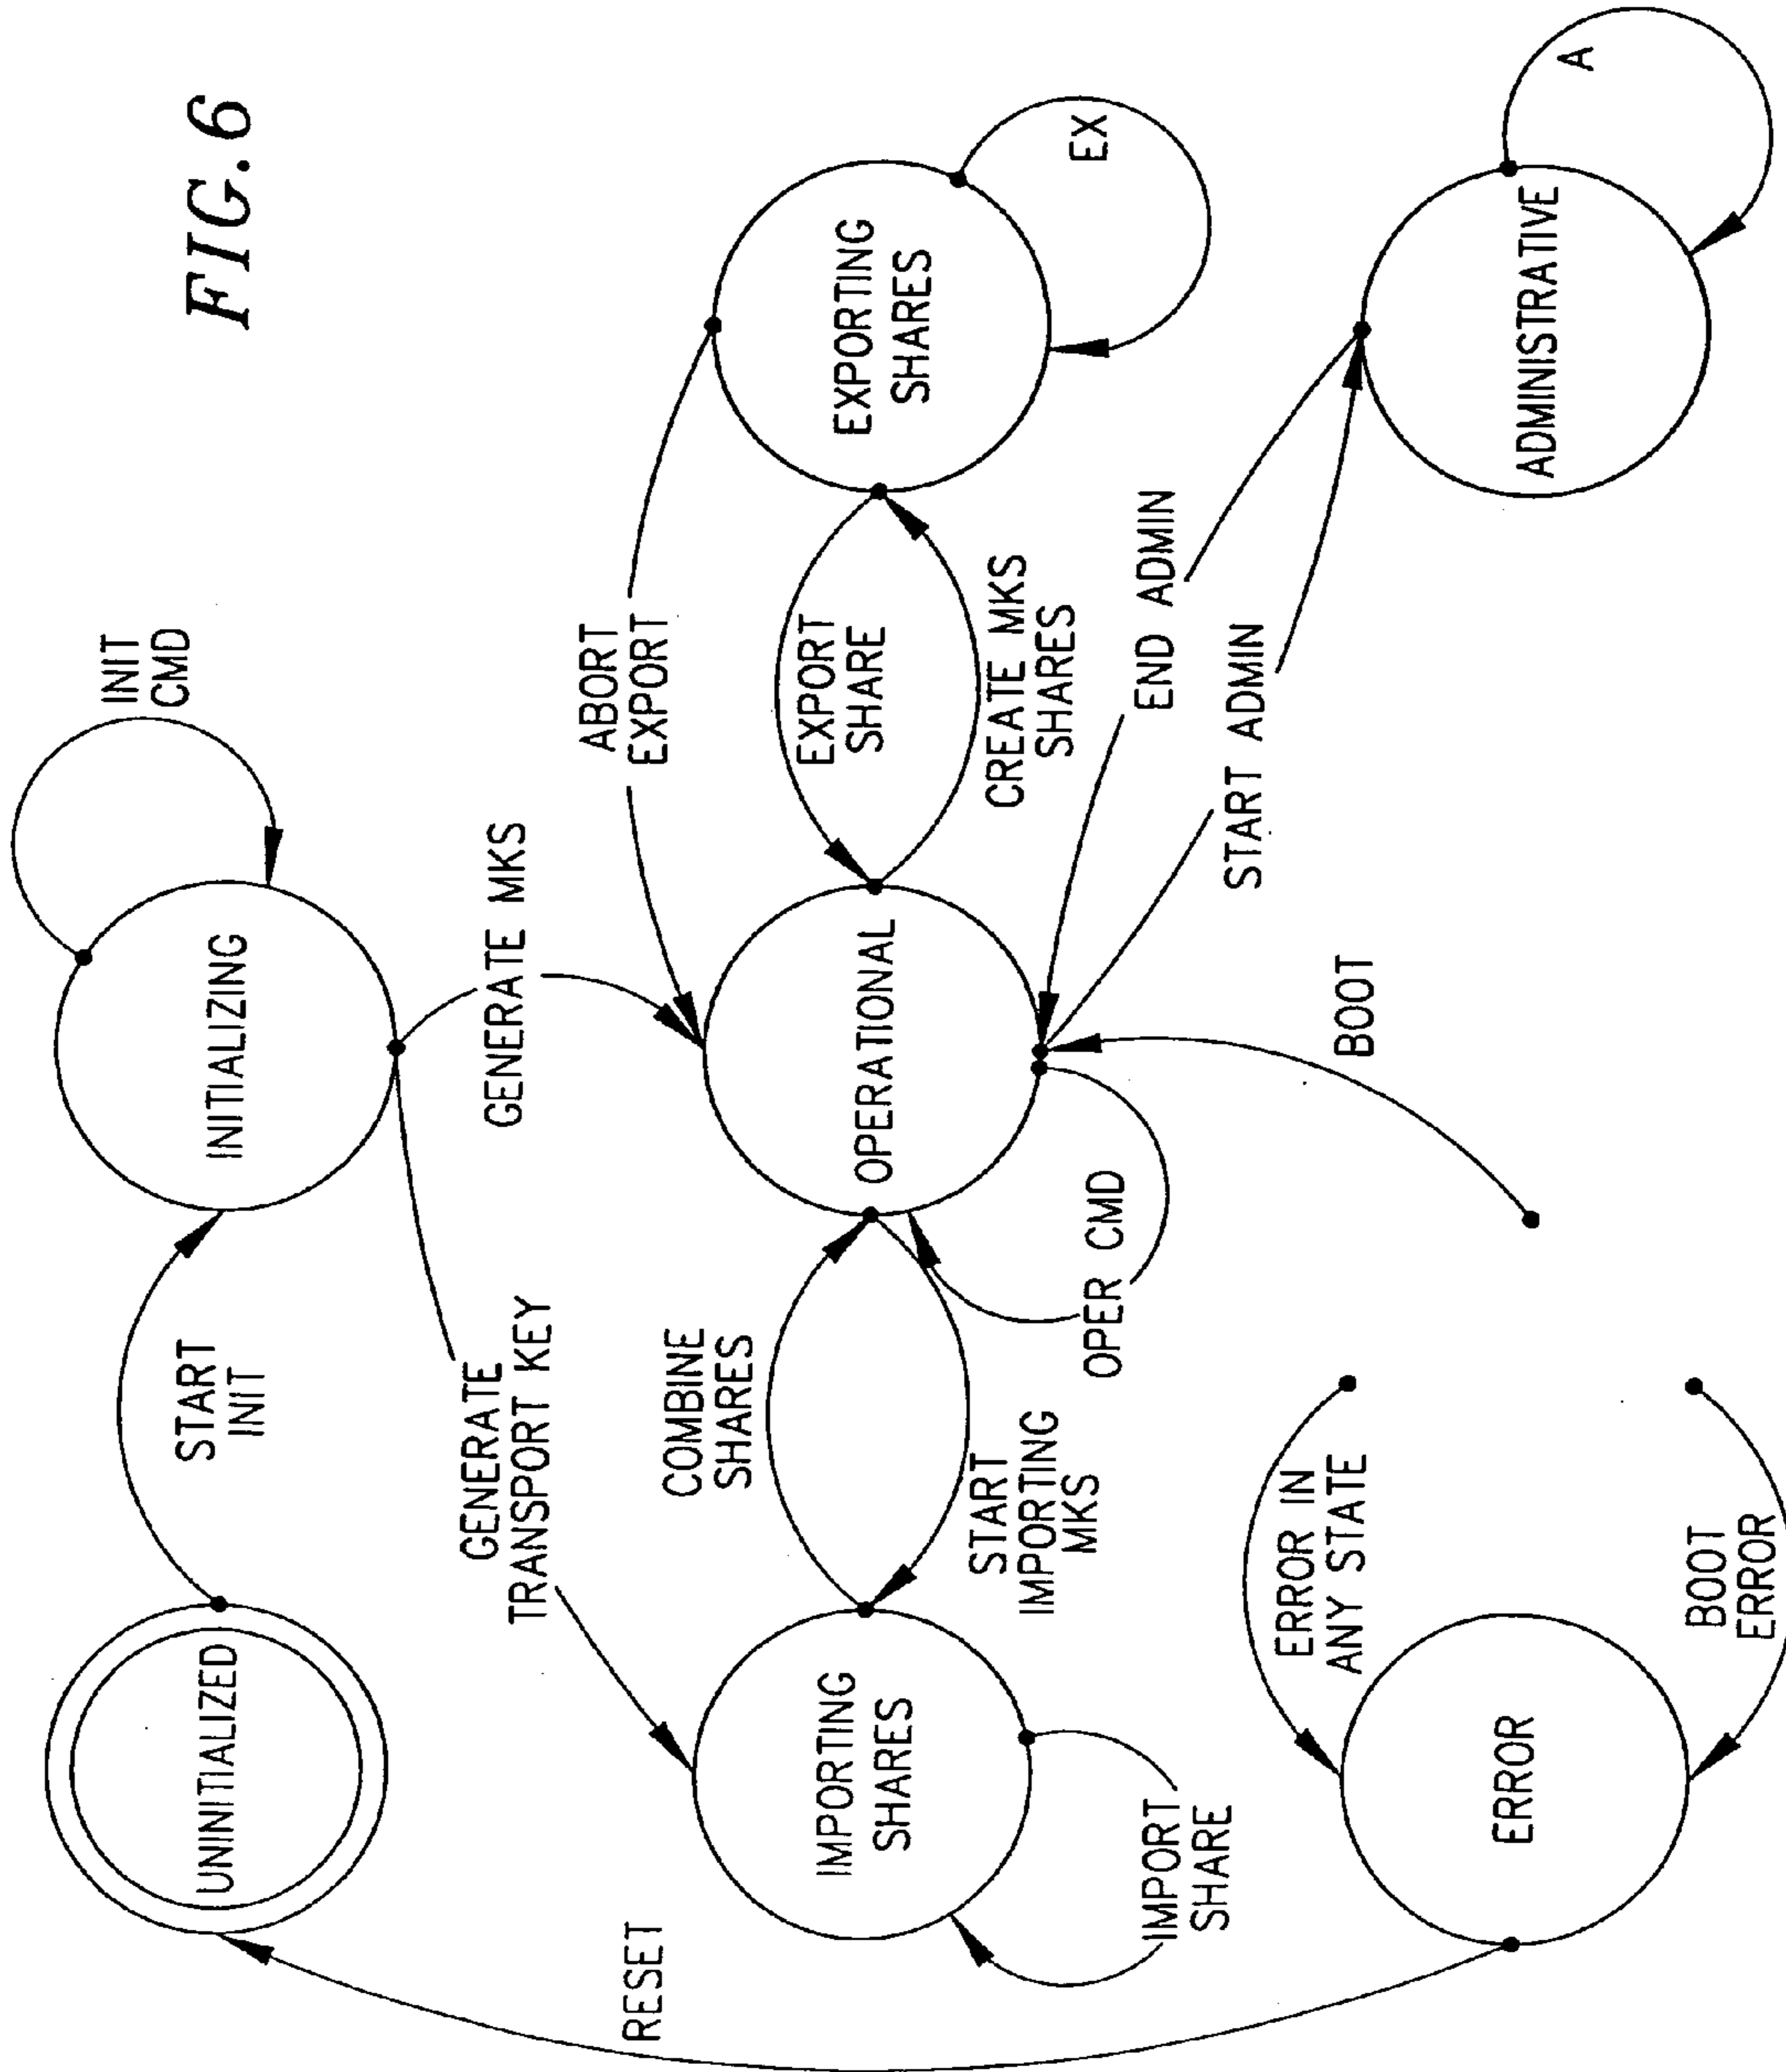 FIG. 6
UNINITIALIZED
START
INIT
INITIALIZING
INIT
CMD
RESET
GENERATE
TRANSPORT KEY
GENERATE MKS
ABORT
EXPORT
IMPORTING
SHARES
COMBINE
SHARES
START
IMPORTING
MKS
OPERATIONAL
EXPORT
SHARE
CREATE MKS
SHARES
EXPORTING
SHARES
EX
IMPORT
SHARE
OPER CMD
END ADMIN
START ADMIN
BOOT
ERROR
ERROR IN
ANY STATE
BOOT
ERROR
ADMINISTRATIVE
A